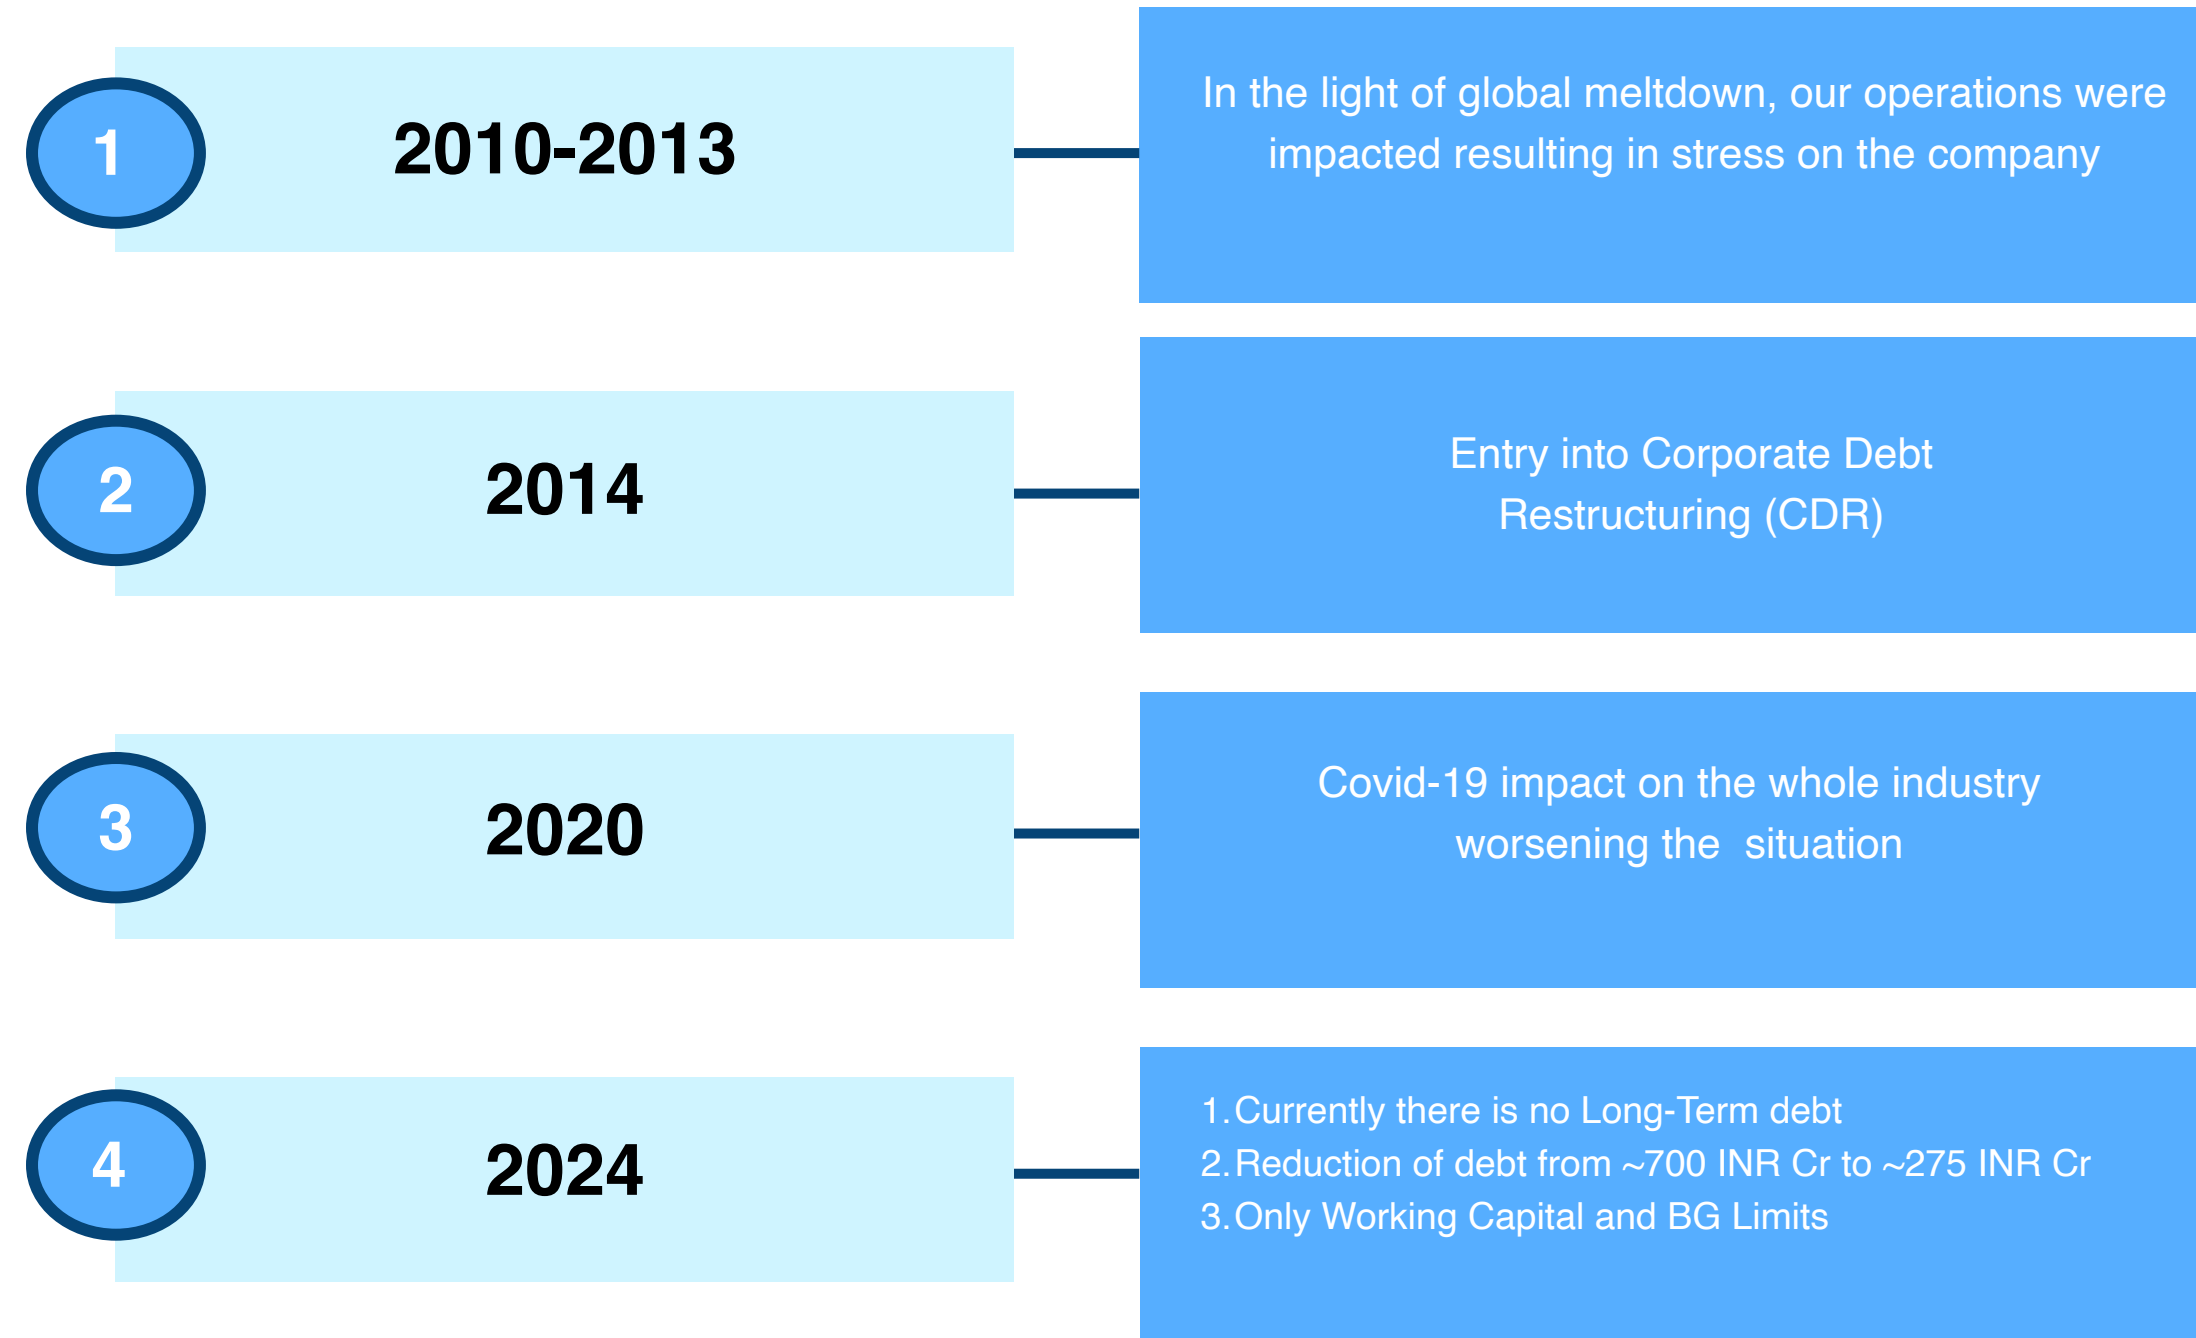 1
2010-2013
In the light of global meltdown, our operations were
impacted resulting in stress on the company
2
2014
Entry into Corporate Debt
Restructuring (CDR)
3
2020
Covid-19 impact on the whole industry
worsening the  situation
4
2024
1. Currently there is no Long-Term debt
2. Reduction of debt from ~700 INR Cr to ~275 INR Cr
3. Only Working Capital and BG Limits